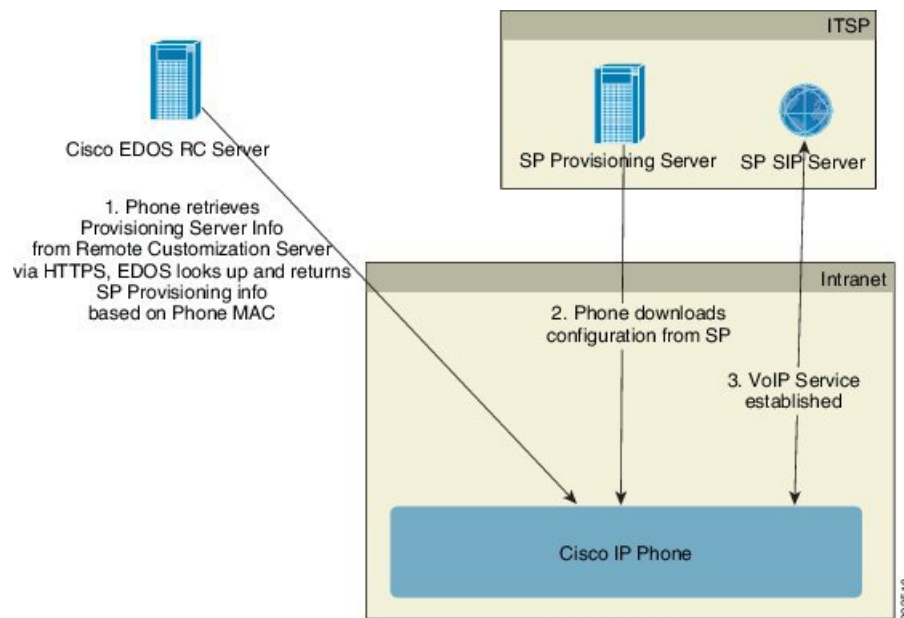 ITSP
Cisco EDOS RC Server
SP Provisioning Server
SP SIP Server
1. Phone retrieves
Provisioning Server Info
from Remote Customization Server
via HTTPS, EDOS looks up and returns
SP Provisioning info
based on Phone MAC
Intranet
2. Phone downloads
configuration from SP
3. VoIP Service
established
Cisco IP Phone